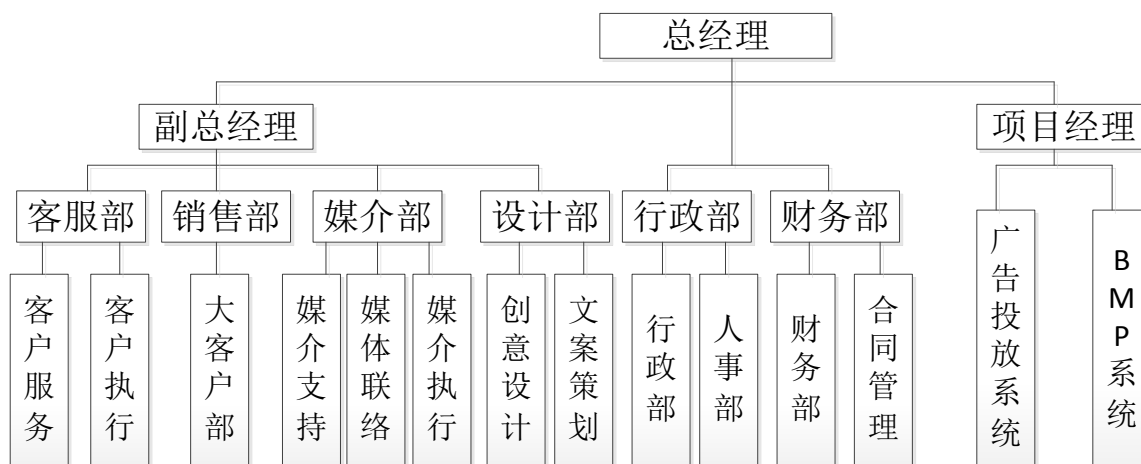 总经理
副总经理
项目经理
客服部
销售部
媒介部
设计部
行政部
财务部
客户服务
客户执行
大客户部
媒介支持
媒体联络
媒介执行
创意设计
文案策划
行政部
人事部
财务部
合同管理
广告投放系统
BMP系统